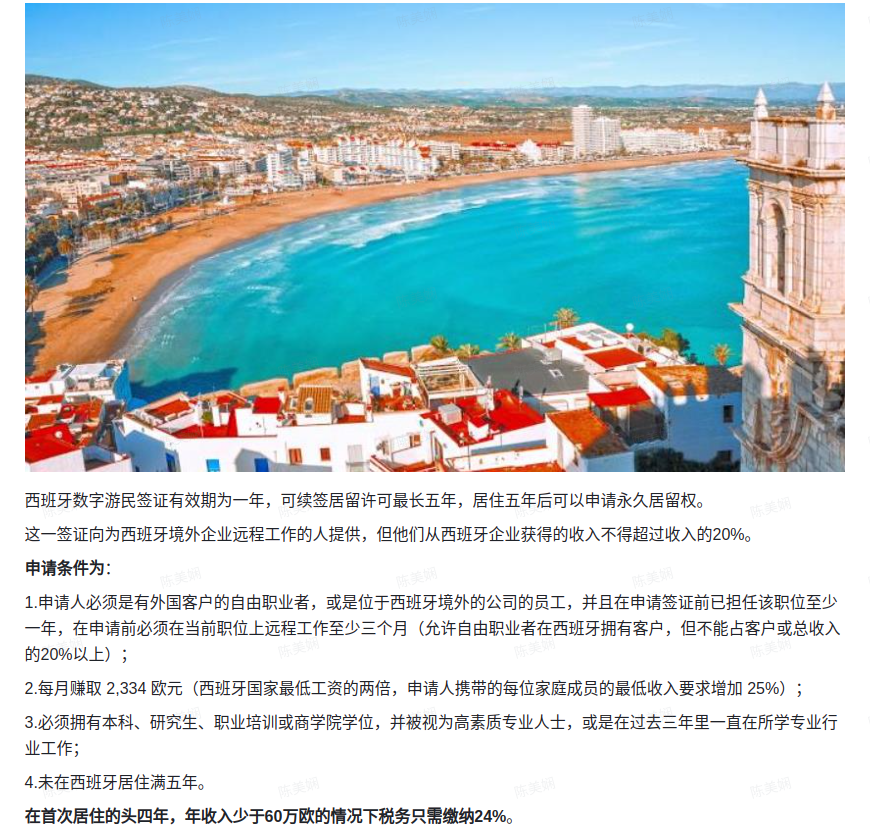 西班牙数字游民签证有效期为一年，可续签居留许可最长五年，居住五年后可以申请永久居留权。
这一签证向为西班牙境外企业远程工作的人提供，但他们从西班牙企业获得的收入不得超过收入的20%。
申请条件为：
1.申请人必须是有外国客户的自由职业者，或是位于西班牙境外的公司的员工，并且在申请签证前已担任该职位至少
一年，在申请前必须在当前职位上远程工作至少三个月（允许自由职业者在西班牙拥有客户，但不能占客户或总收入
的20%以上）；
2.每月赚取 2,334 欧元（西班牙国家最低工资的两倍，申请人携带的每位家庭成员的最低收入要求增加 25%）；
3.必须拥有本科、研究生、职业培训或商学院学位，并被视为高素质专业人士，或是在过去三年里一直在所学专业行
业工作；
4.未在西班牙居住满五年。
在首次居住的头四年，年收入少于60万欧的情况下税务只需缴纳24%。